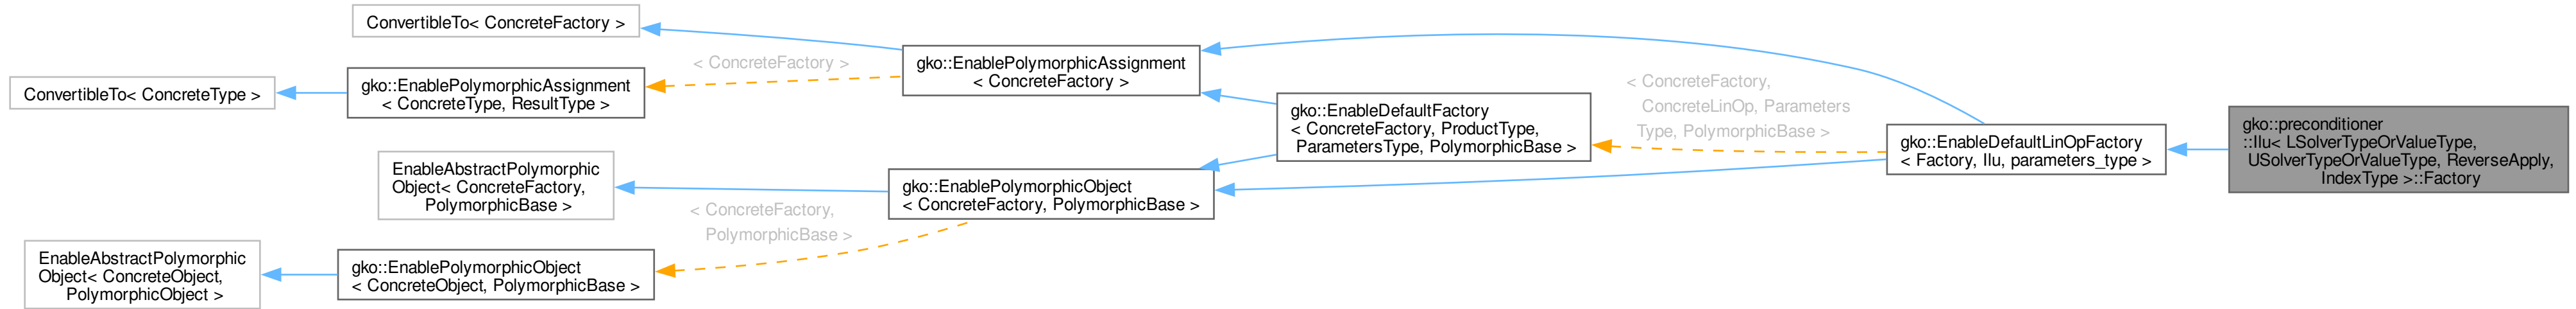 ConvertibleTo< ConcreteFactory >
ConvertibleTo< ConcreteType >
gko::EnablePolymorphicAssignment
< ConcreteType, ResultType >
< ConcreteFactory >
gko::EnablePolymorphicAssignment
< ConcreteFactory >
EnableAbstractPolymorphic
Object< ConcreteFactory,
PolymorphicBase >
EnableAbstractPolymorphic
Object< ConcreteObject,
PolymorphicObject >
gko::EnablePolymorphicObject
< ConcreteObject, PolymorphicBase >
< ConcreteFactory,
PolymorphicBase >
gko::EnablePolymorphicObject
< ConcreteFactory, PolymorphicBase >
gko::EnableDefaultFactory
< ConcreteFactory, ProductType,
ParametersType, PolymorphicBase >
< ConcreteFactory,
ConcreteLinOp, Parameters
Type, PolymorphicBase >
gko::EnableDefaultLinOpFactory
< Factory, Ilu, parameters_type >
gko::preconditioner
::Ilu< LSolverTypeOrValueType,
USolverTypeOrValueType, ReverseApply,
IndexType >::Factory